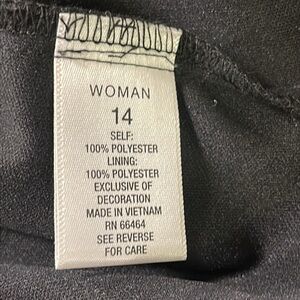 WOMAN
14
SELF:
100% POLYESTER
LINING:
100% POLYESTER
EXCLUSIVE OF
DECORATION
MADE IN VIETNAM
RN 66464
SEE REVERSE
FOR CARE